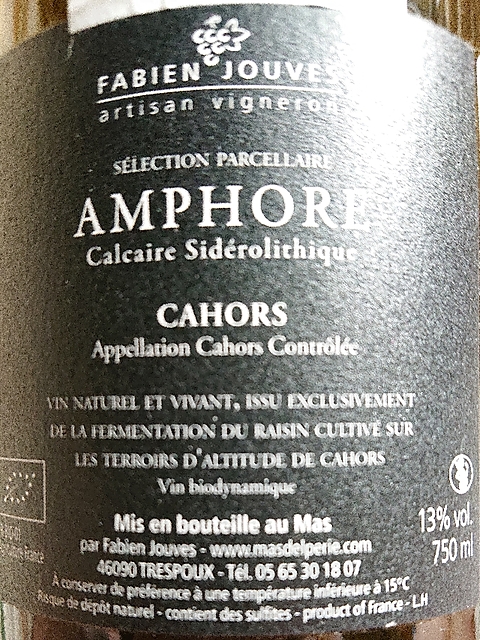 FABIEN JOUVES
artisan vigneron
SÉLECTION PARCELLAIRE
AMPHORE
Calcaire Sidérolithique
CAHORS
Appellation Cahors Contrôlée
VIN NATUREL ET VIVANT, ISSU EXCLUSIVEMENT
DE LA FERMENTATION DU RAISIN CULTIVÉ SUR
LES TERROIRS D'ALTITUDE DE CAHORS
Vin biodynamique
Mis en bouteille au Mas
par Fabien Jouves - www.masdelperie.com
46090 TRESPOUX - Tél. 05 65 30 18 07
A conserver de préférence à une température inférieure à 15°C
Risque de dépôt naturel - contient des sulfites - product of France - L.H
13% vol.
750 ml
France